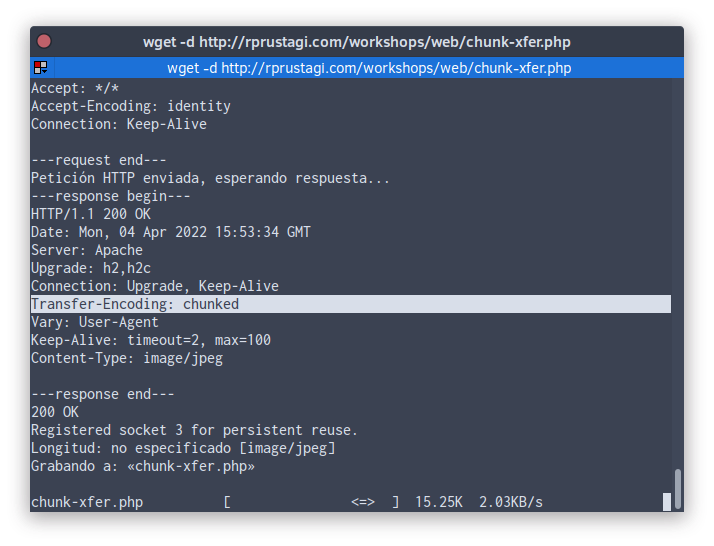 wget -d http://rprustagi.com/workshops/web/chunk-xfer.php
wget -d http://rprustagi.com/workshops/web/chunk-xfer.php
Accept: */*
Accept-Encoding: identity
Connection: Keep-Alive
---request end---
Petición HTTP enviada, esperando respuesta...
---response begin---
HTTP/1.1 200 OK
Date: Mon, 04 Apr 2022 15:53:34 GMT
Server: Apache
Upgrade: h2,h2c
Connection: Upgrade, Keep-Alive
Transfer-Encoding: chunked
Vary: User-Agent
Keep-Alive: timeout=2, max=100
Content-Type: image/jpeg
---response end---
200 OK
Registered socket 3 for persistent reuse.
Longitud: no especificado [image/jpeg]
Grabando a: «chunk-xfer.php»
chunk-xfer.php [ <=> ] 15.25K 2.03KB/s